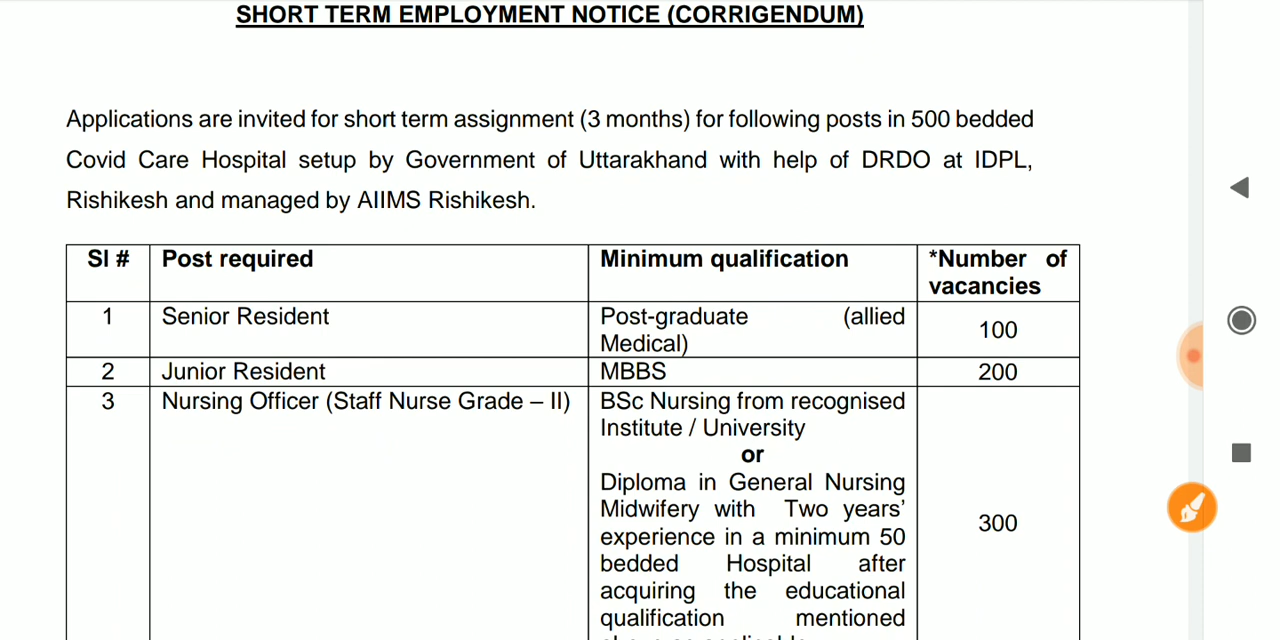 SHORT TERM EMPLOYMENT NOTICE (CORRIGENDUM)
Applications are invited for short term assignment (3 months) for following posts in 500 bedded
Covid Care Hospital setup by Government of Uttarakhand with help of DRDO at IDPL,
Rishikesh and managed by AIIMS Rishikesh.
Sl # Post required Minimum qualification *Number of
vacancies
1 Senior Resident Post-graduate (allied
Medical) 100
2 Junior Resident MBBS 200
3 Nursing Officer (Staff Nurse Grade – II) BSc Nursing from recognised
Institute / University
or
Diploma in General Nursing
Midwifery with Two years'
300
experience in a minimum 50
bedded Hospital after
acquiring the educational
qualification mentioned